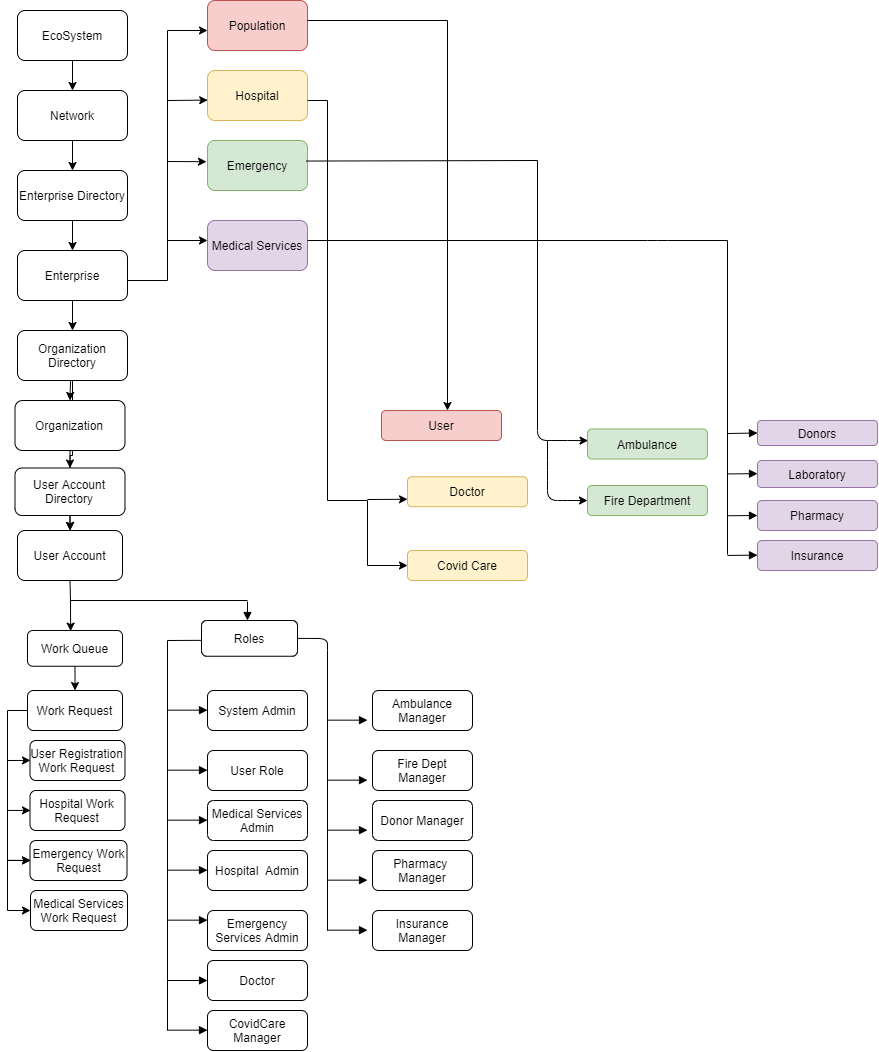 EcoSystem
Network
Enterprise Directory
Enterprise
Organization
Directory
Organization
User Account
Directory
User Account
Population
Hospital
Emergency
Medical Services
User
Doctor
Covid Care
Ambulance
Fire Department
Donors
Laboratory
Pharmacy
Insurance
Work Queue
Work Request
User Registration
Work Request
Hospital Work
Request
Emergency Work
Request
Medical Services
Work Request
Roles
System Admin
User Role
Medical Services
Admin
Hospital  Admin
Emergency
Services Admin
Doctor
CovidCare
Manager
Ambulance
Manager
Fire Dept
Manager
Donor Manager
Pharmacy
Manager
Insurance
Manager